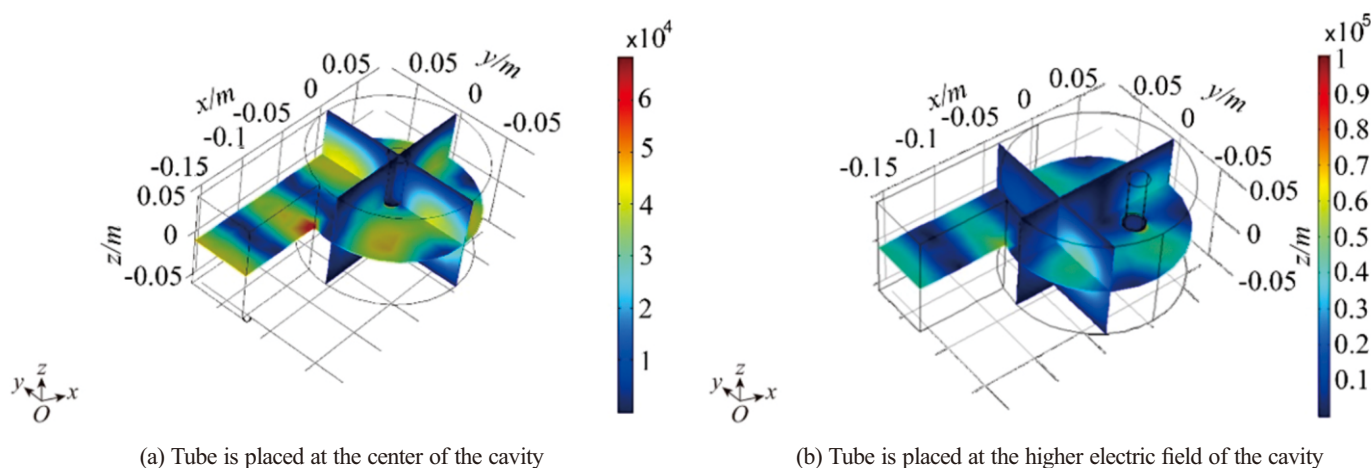 x10⁴
6
5
4
3
2
1
0.05
0
-0.05
-0.1
-0.15
x/m
0.05
0
-0.05
y/m
0.05
0
-0.05
z/m
z
y
x
O
(a) Tube is placed at the center of the cavity
x10⁵
1
0.9
0.8
0.7
0.6
0.5
0.4
0.3
0.2
0.1
0.05
0
-0.05
-0.1
-0.15
x/m
0.05
0
-0.05
y/m
0.05
0
-0.05
z/m
z
y
x
O
(b) Tube is placed at the higher electric field of the cavity